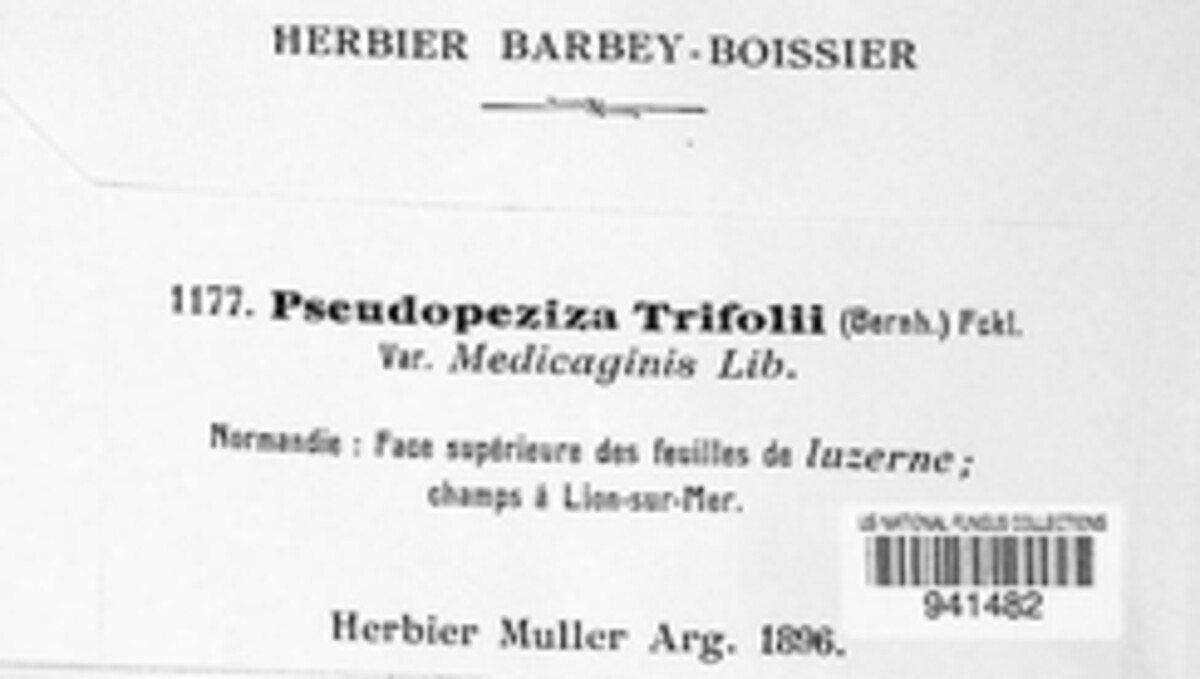 HERBIER BARBEY-BOISSIER
1177. Pseudopeziza Trifolii (Bernh.) Fckl.
Var. Medicaginis Lib.
Normandie : Face supérieure des feuilles de luzerne;
champs à Lion-sur-Mer.
US NATIONAL FUNGUS COLLECTIONS
941482
Herbier Muller Arg. 1896.